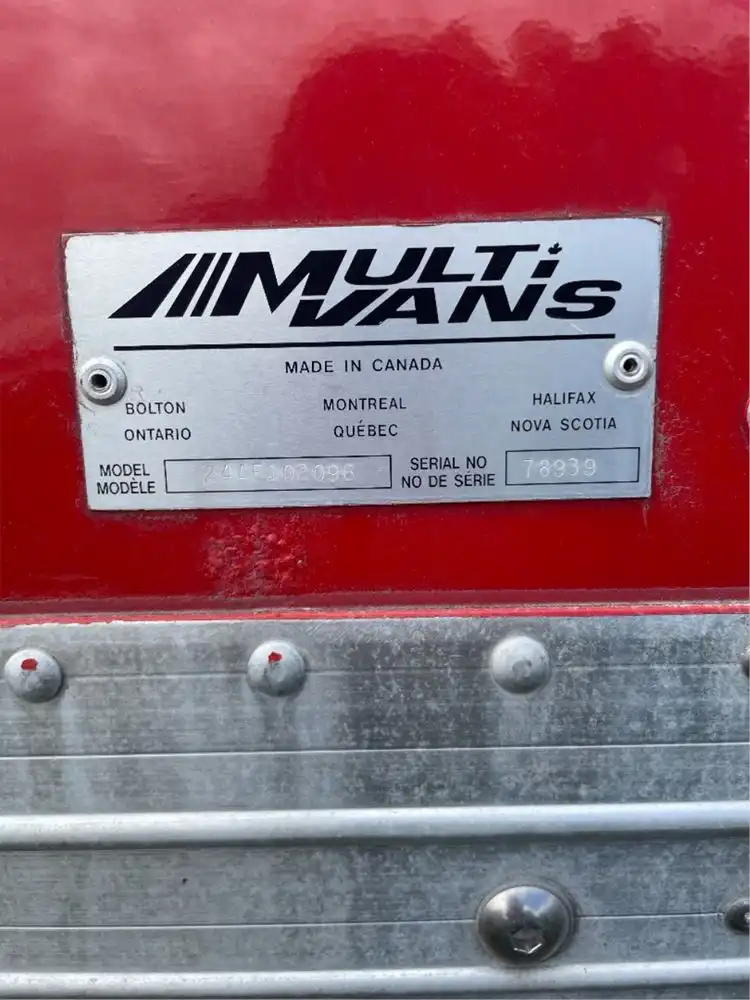 MULTi
VANS
MADE IN CANADA
BOLTON
ONTARIO
MONTREAL
QUÉBEC
HALIFAX
NOVA SCOTIA
MODEL
MODÈLE
SERIAL NO
NO DE SÉRIE
78939